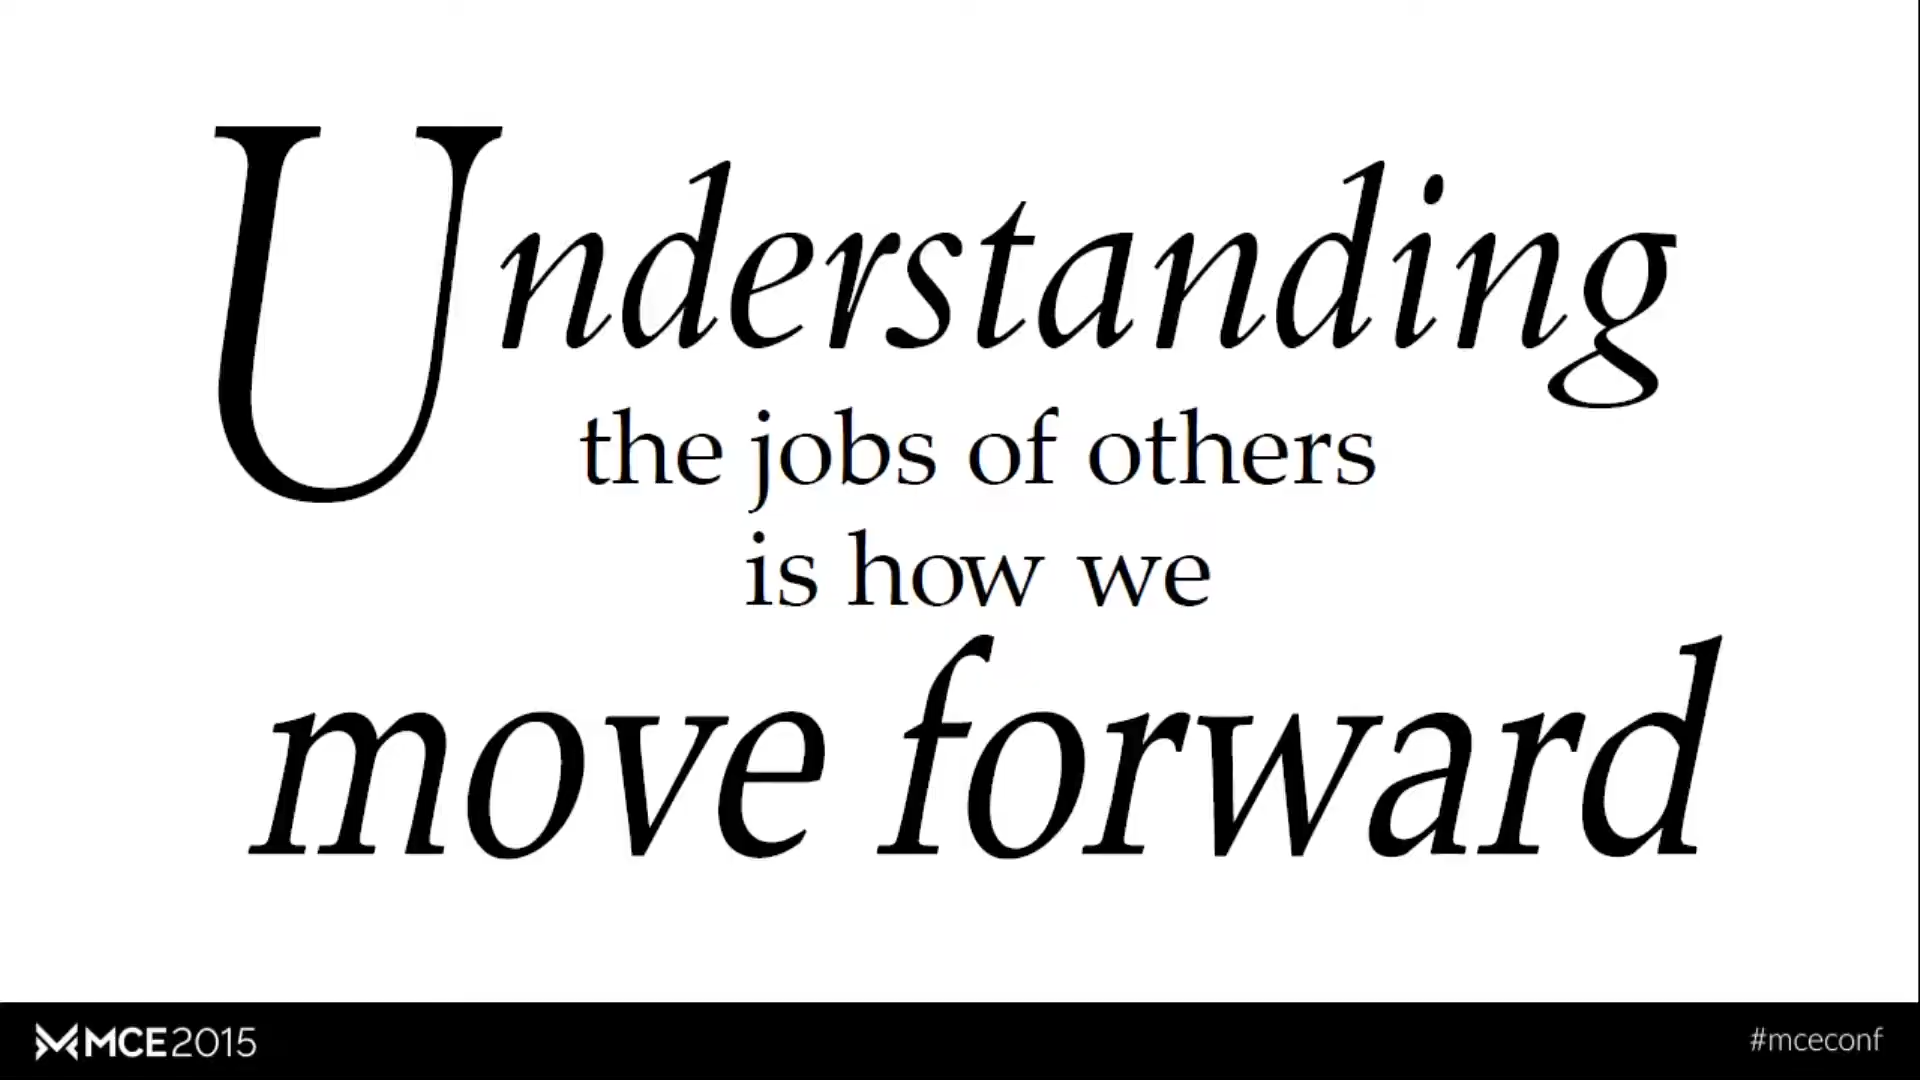 Understanding
the jobs of others
is how we
move forward
MCE2015
#mceconf